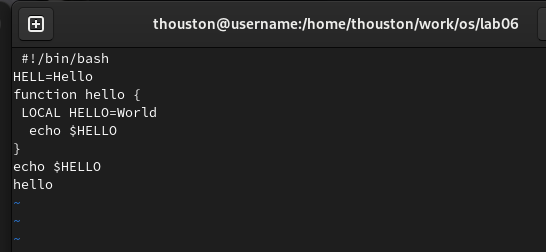 thouston@username:/home/thouston/work/os/lab06
 #!/bin/bash
HELL=Hello
function hello {
 LOCAL HELLO=World
  echo $HELLO
}
echo $HELLO
hello
~
~
~